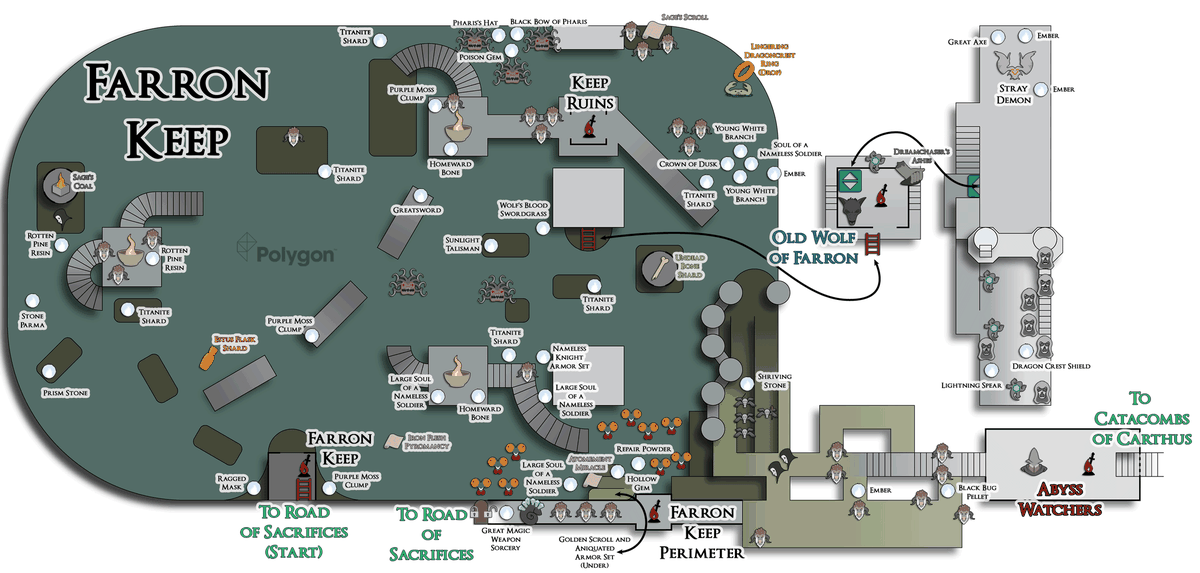 Farron
Keep
Titanite
Shard
Pharis's Hat
Black Bow of Pharis
Poison Gem
Sage's Scroll
Lingering
Dragoncrest
Ring
(Drop)
Great Axe
Ember
Stray
Demon
Ember
Purple Moss
Clump
Keep
Ruins
Homeward
Bone
Titanite
Shard
Young White
Branch
Soul of a
Nameless Soldier
Crown of Dusk
Ember
Young White
Branch
Titanite
Shard
Dreamchaser's
Ashes
Sage's
Coal
Greatsword
Wolf's Blood
Swordgrass
Old Wolf
of Farron
Rotten
Pine
Resin
Rotten
Pine
Resin
Polygon
Sunlight
Talisman
Undead
Bone
Shard
Titanite
Shard
Stone
Parma
Titanite
Shard
Purple Moss
Clump
Estus Flask
Shard
Titanite
Shard
Nameless
Knight
Armor Set
Prism Stone
Large Soul
of a
Nameless
Soldier
Homeward
Bone
Large Soul
of a
Nameless
Soldier
Shriving
Stone
Lightning Spear
Dragon Crest Shield
To
Catacombs
of Carthus
Farron
Keep
Iron Flesh
Pyromancy
Repair Powder
Atonement
Miracle
Large Soul
of a
Nameless
Soldier
Hollow
Gem
Ragged
Mask
Purple Moss
Clump
Ember
Black Bug
Pellet
Abyss
Watchers
To Road
of Sacrifices
(Start)
To Road
of
Sacrifices
Great Magic
Weapon
Sorcery
Golden Scroll and
Aniquated
Armor Set
(Under)
Farron
Keep
Perimeter